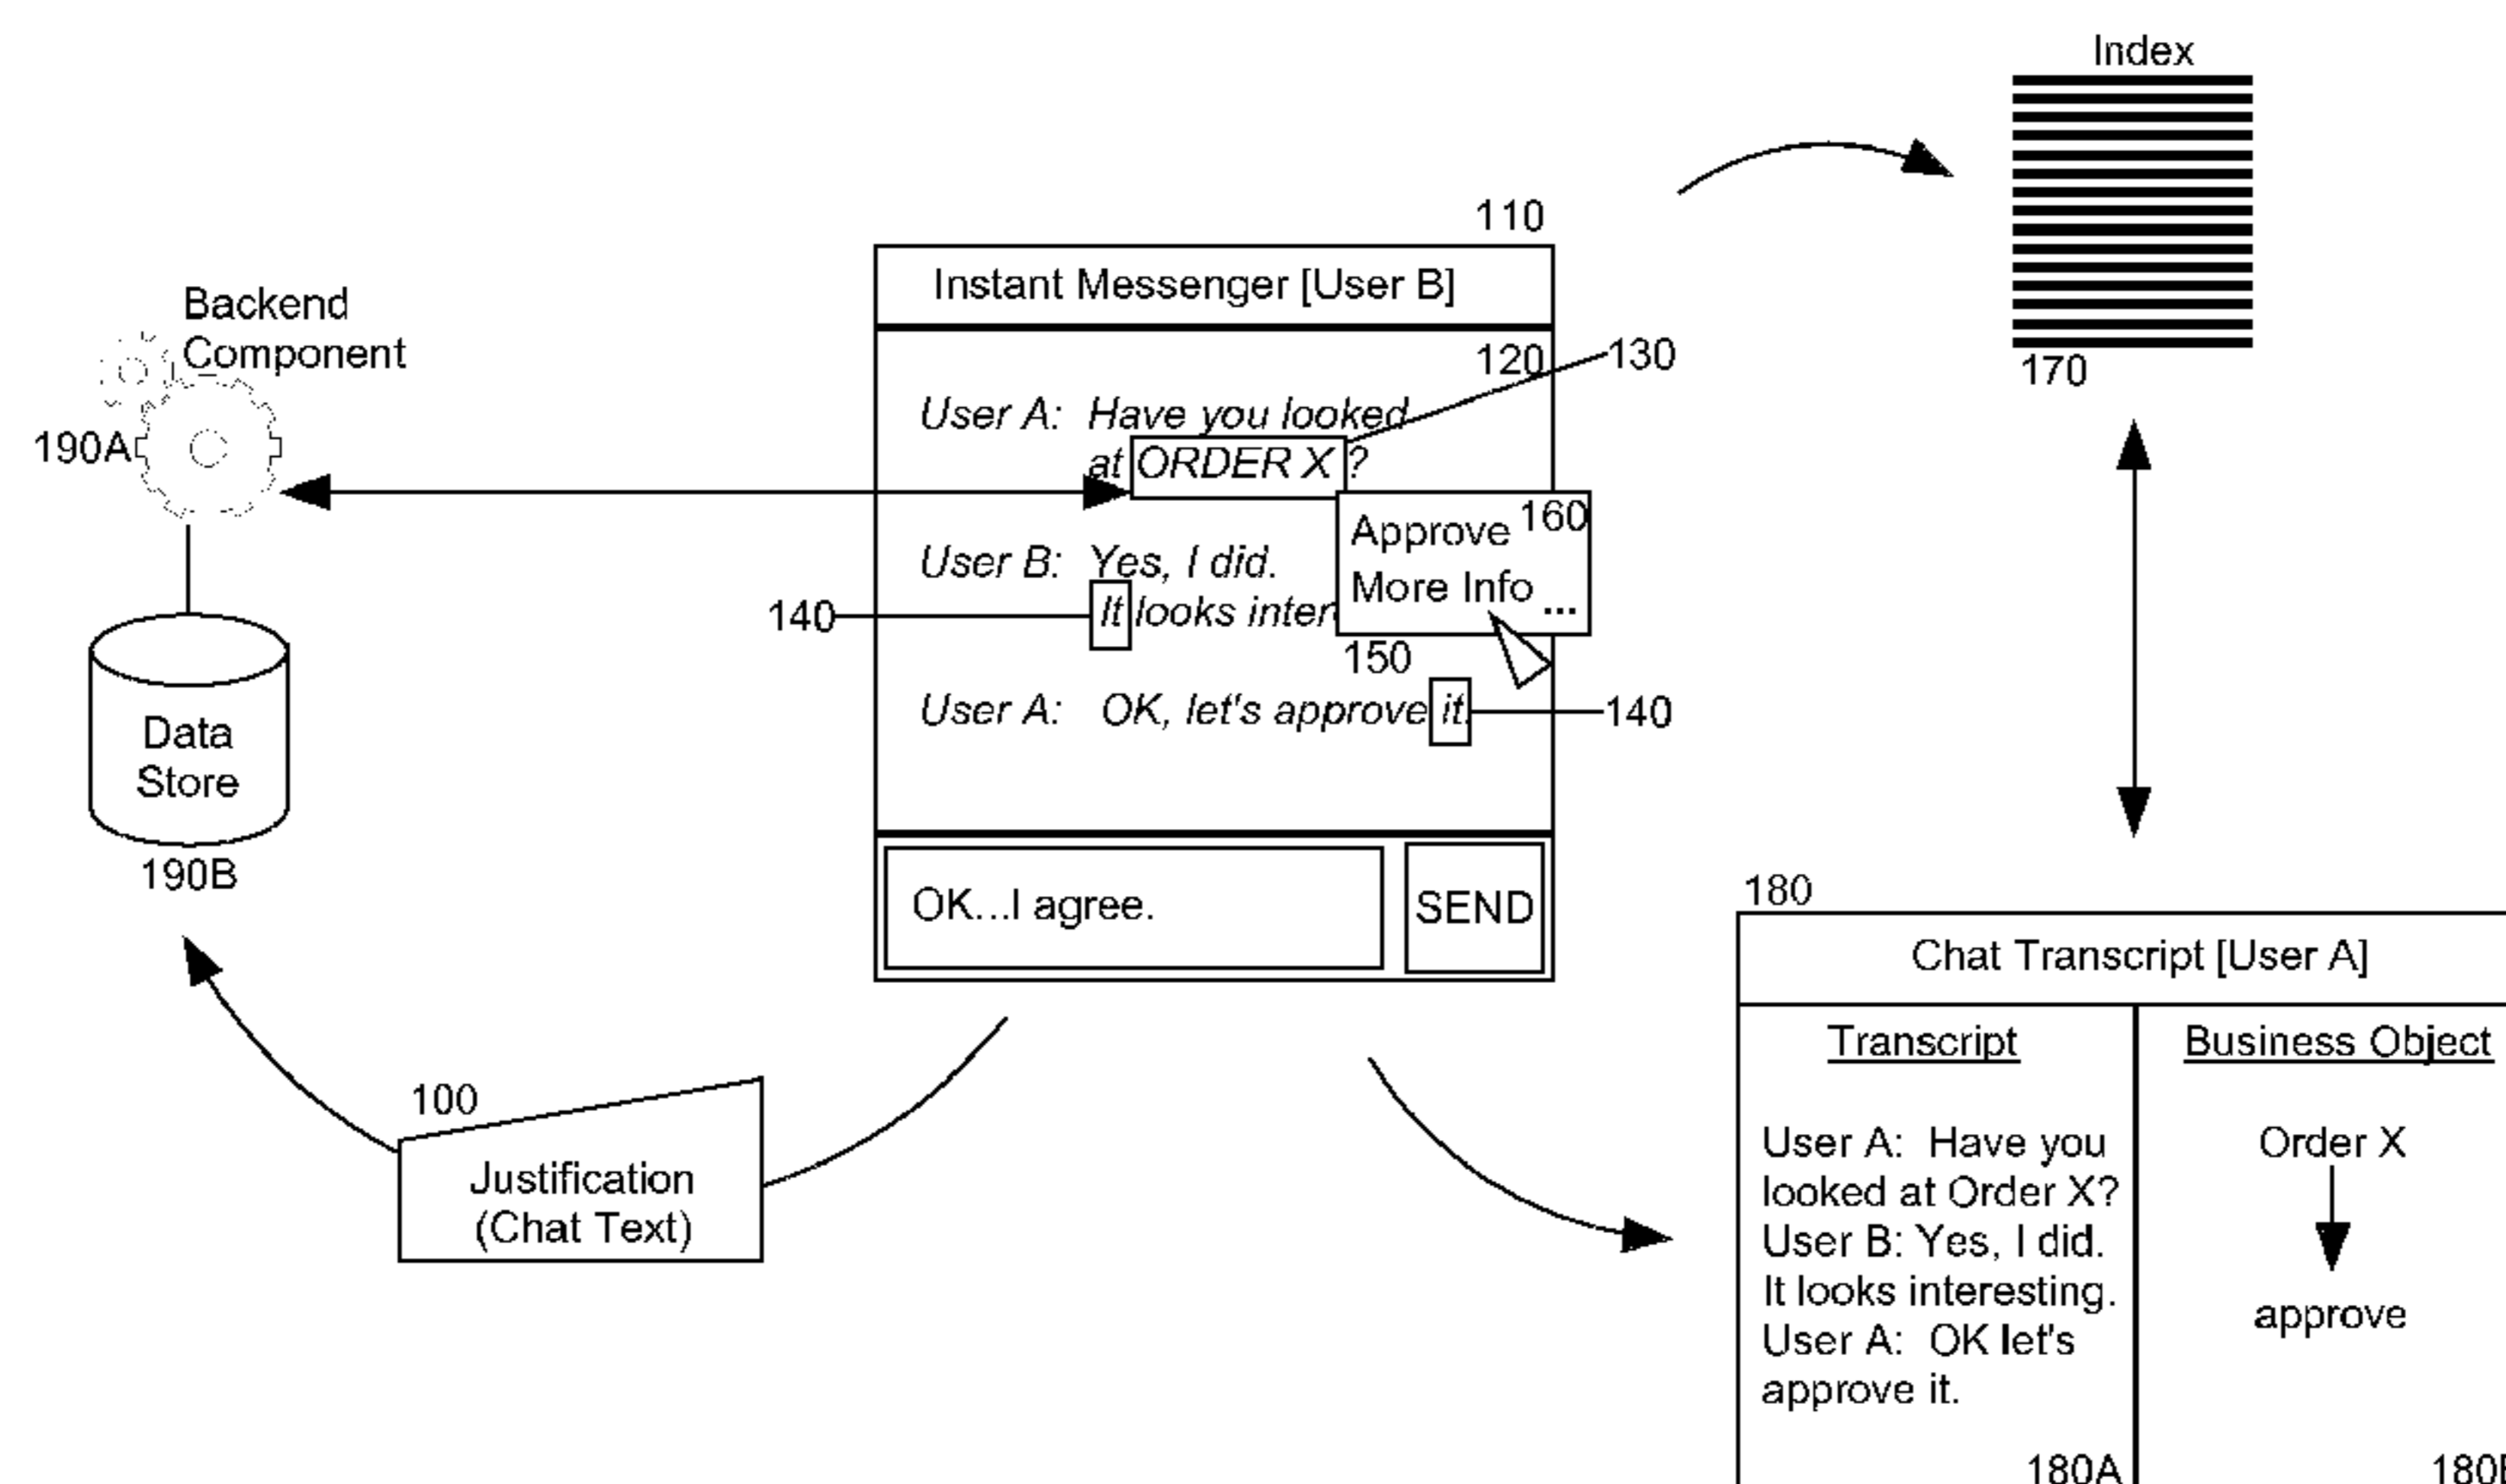 Index
170
110
Instant Messenger [User B]
120
130
User A: Have you looked
at ORDER X ?
Approve 160
More Info ...
150
User B: Yes, I did.
It looks inter
140
User A: OK, let's approve it.
140
OK...I agree.
SEND
Backend
Component
190A
Data
Store
190B
100
Justification
(Chat Text)
180
Chat Transcript [User A]
Transcript
User A: Have you
looked at Order X?
User B: Yes, I did.
It looks interesting.
User A: OK let's
approve it.
180A
Business Object
Order X
approve